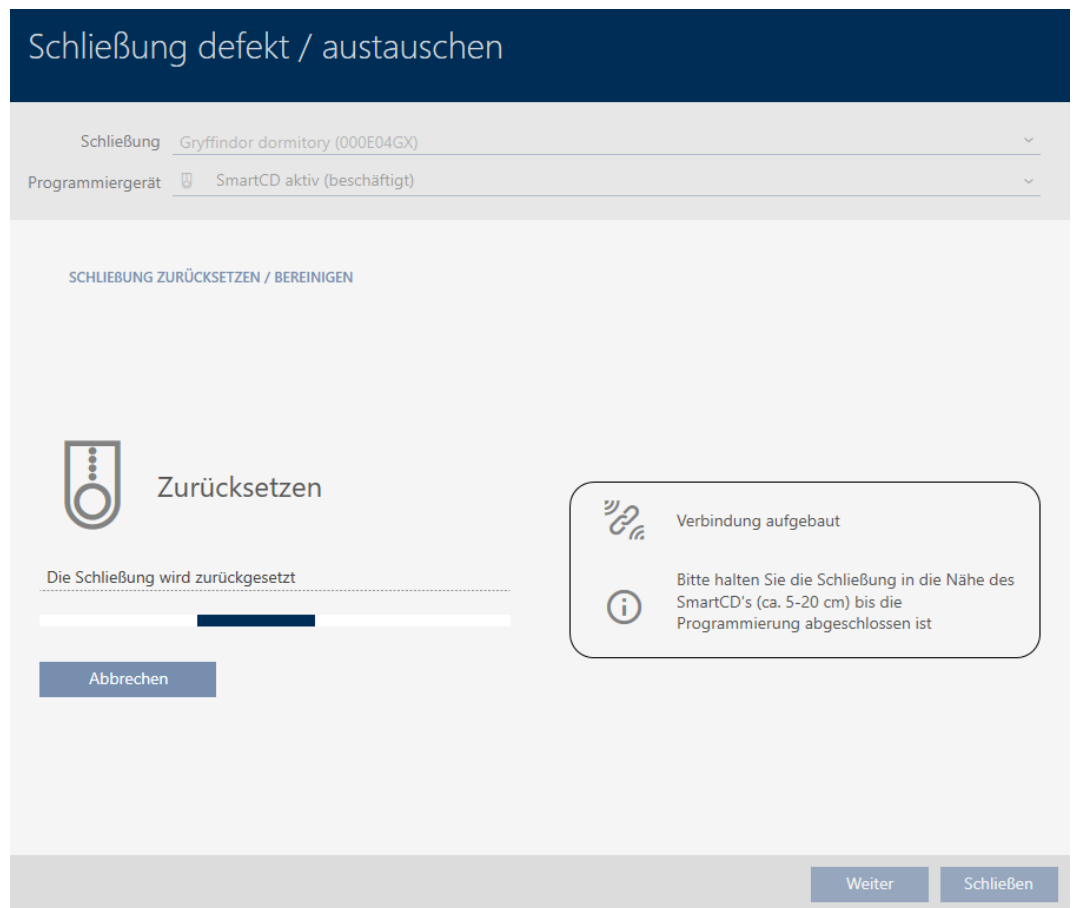 Schließung defekt / austauschen
Schließung Gryffindor dormitory (000E04GX)
Programmiergerät SmartCD aktiv (beschäftigt)
SCHLIEßUNG ZURÜCKSETZEN / BEREINIGEN
Zurücksetzen
Die Schließung wird zurückgesetzt
Abbrechen
Verbindung aufgebaut
Bitte halten Sie die Schließung in die Nähe des
SmartCD's (ca. 5-20 cm) bis die
Programmierung abgeschlossen ist
Weiter Schließen